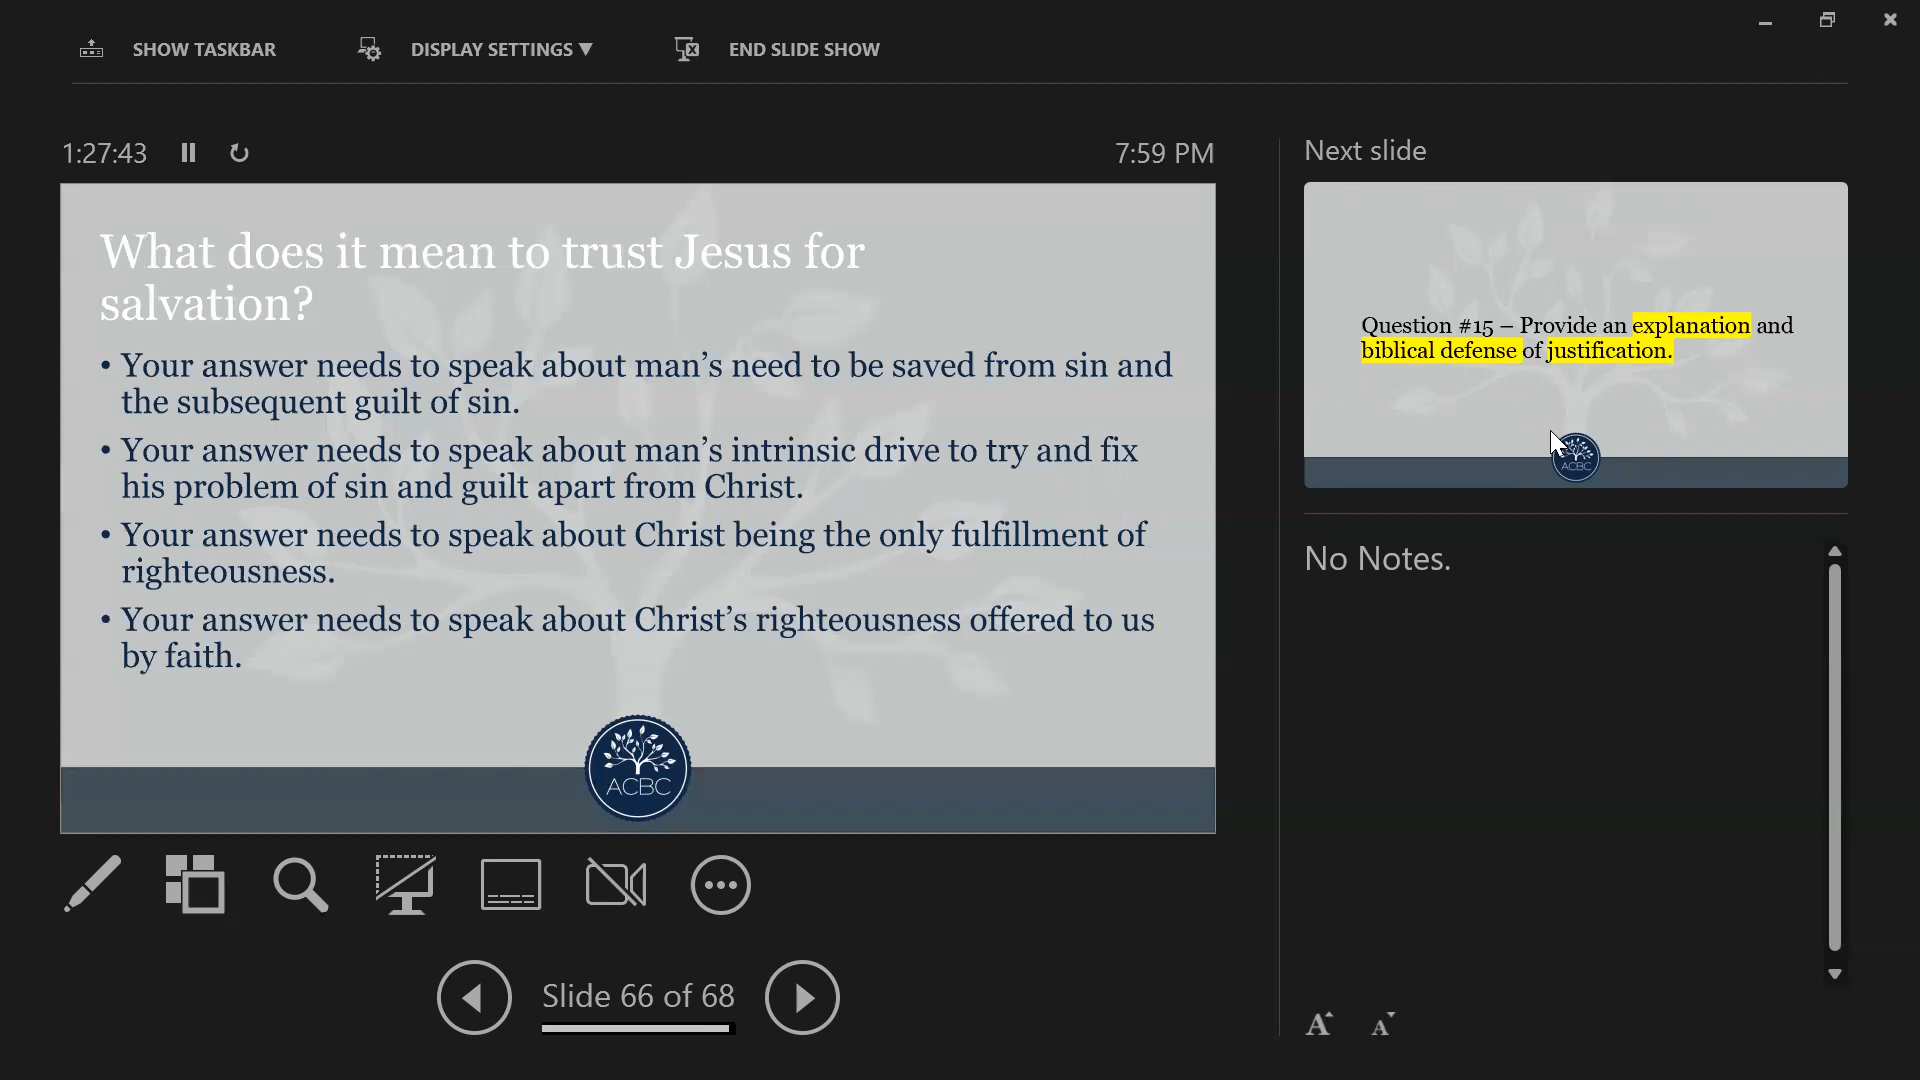 SHOW TASKBAR
DISPLAY SETTINGS ▼
END SLIDE SHOW
1:27:43
7:59 PM
What does it mean to trust Jesus for
salvation?
• Your answer needs to speak about man’s need to be saved from sin and
the subsequent guilt of sin.
• Your answer needs to speak about man’s intrinsic drive to try and fix
his problem of sin and guilt apart from Christ.
• Your answer needs to speak about Christ being the only fulfillment of
righteousness.
• Your answer needs to speak about Christ’s righteousness offered to us
by faith.
ACBC
Slide 66 of 68
Next slide
Question #15 – Provide an explanation and
biblical defense of justification.
ACBC
No Notes.
A
A